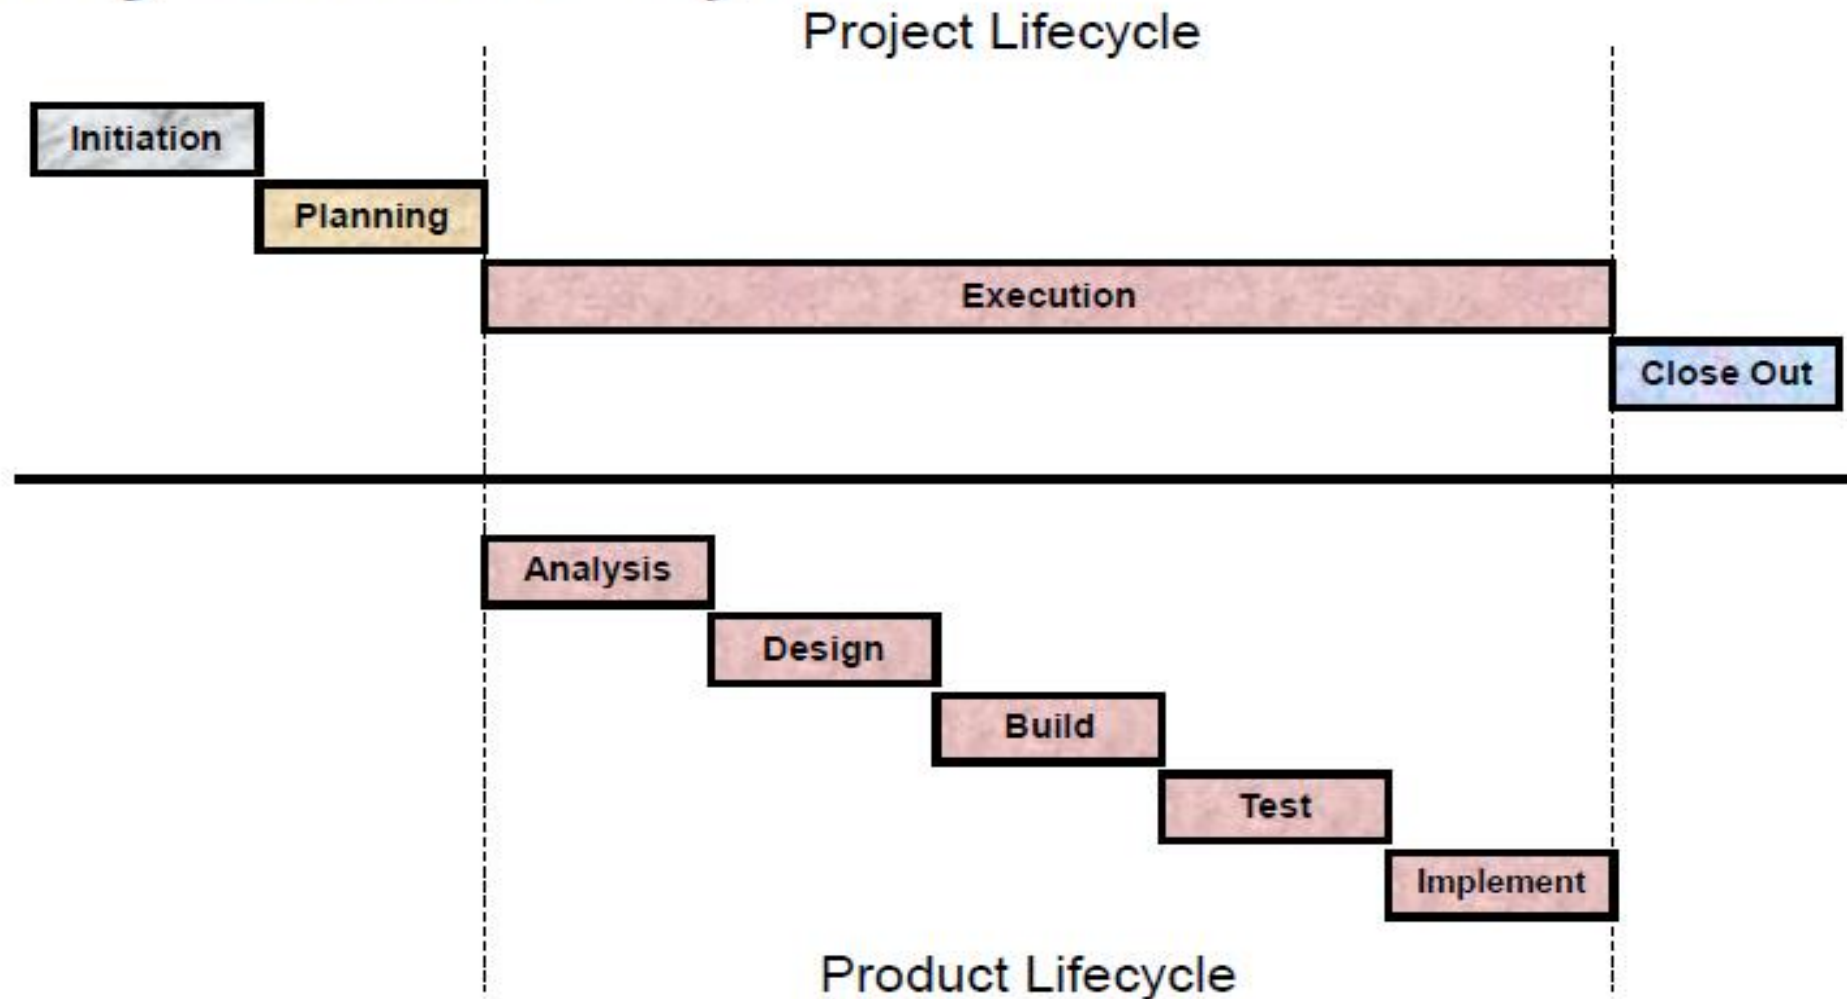 Project Lifecycle
Initiation
Planning
Execution
Close Out
Analysis
Design
Build
Test
Implement
Product Lifecycle